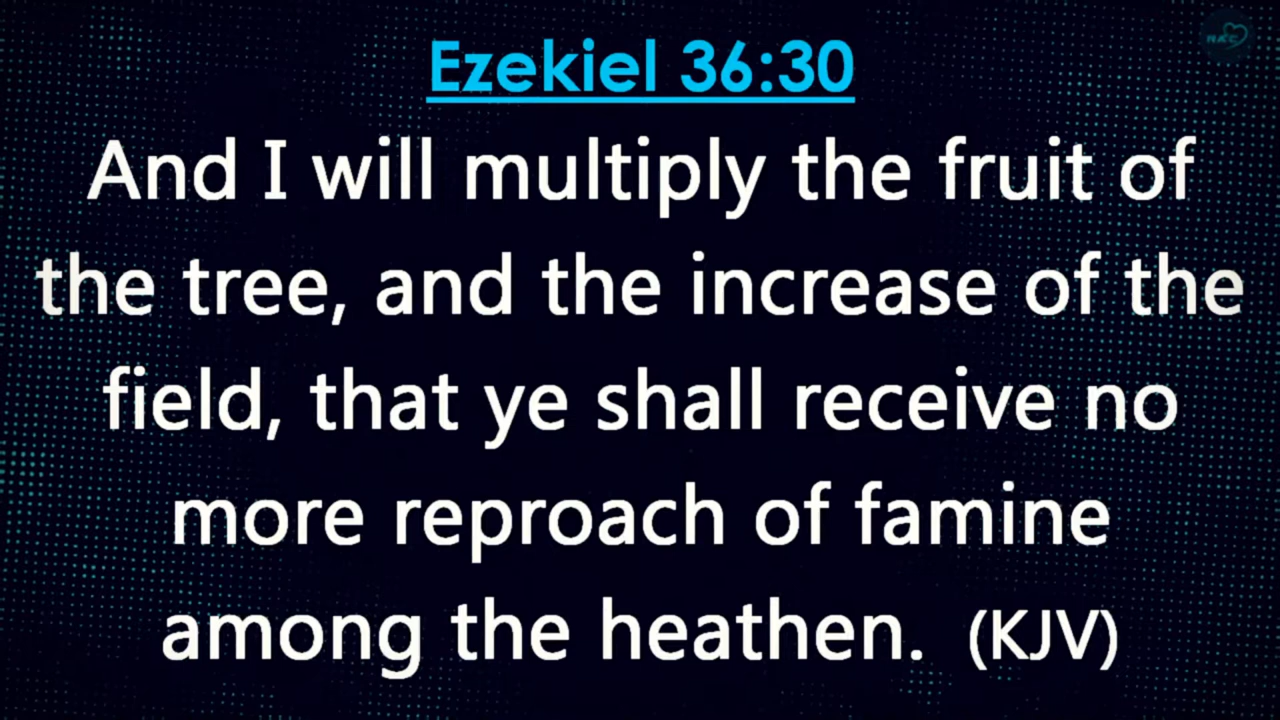 Ezekiel 36:30
And I will multiply the fruit of
the tree, and the increase of the
field, that ye shall receive no
more reproach of famine
among the heathen. (KJV)